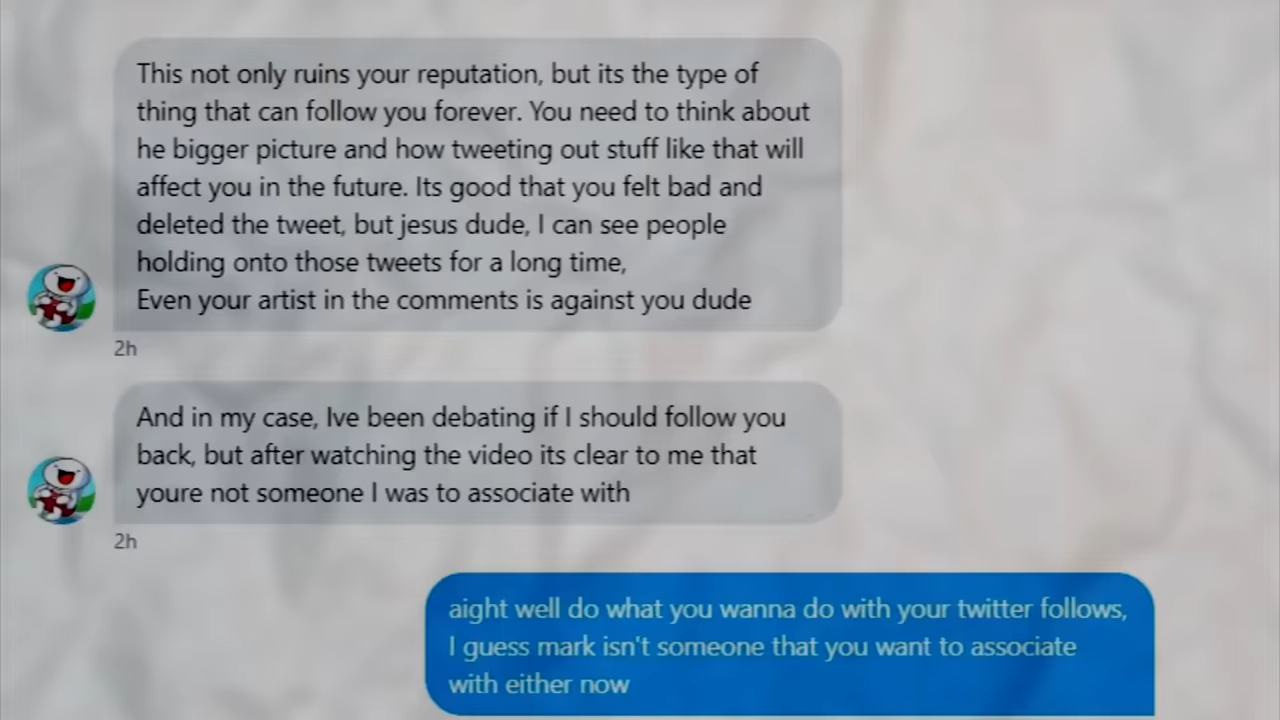 This not only ruins your reputation, but its the type of
thing that can follow you forever. You need to think about
he bigger picture and how tweeting out stuff like that will
affect you in the future. Its good that you felt bad and
deleted the tweet, but jesus dude, I can see people
holding onto those tweets for a long time,
Even your artist in the comments is against you dude
2h
And in my case, Ive been debating if I should follow you
back, but after watching the video its clear to me that
youre not someone I was to associate with
2h
aight well do what you wanna do with your twitter follows,
I guess mark isn't someone that you want to associate
with either now